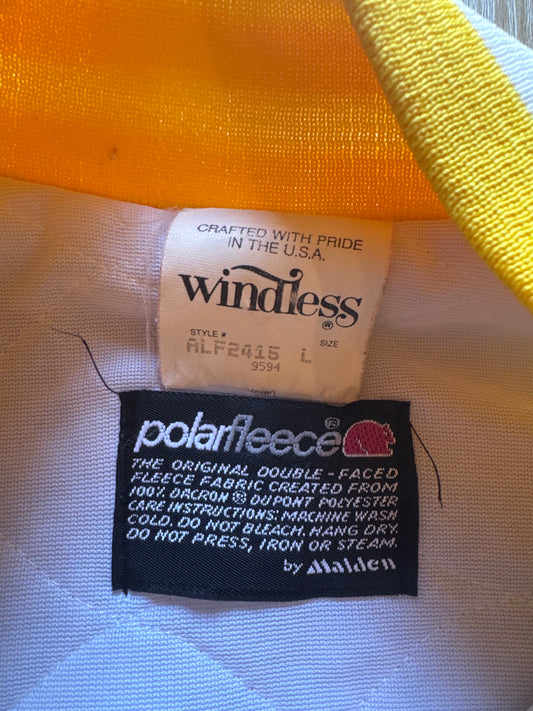 CRAFTED WITH PRIDE
IN THE U.S.A.
windless®
STYLE # SIZE
ALF2415 L
9594
polarfleece®
THE ORIGINAL DOUBLE-FACED
FLEECE FABRIC CREATED FROM
100% DACRON® DU PONT POLYESTER
CARE INSTRUCTIONS: MACHINE WASH
COLD. DO NOT BLEACH. HANG DRY.
DO NOT PRESS, IRON OR STEAM.
by Malden